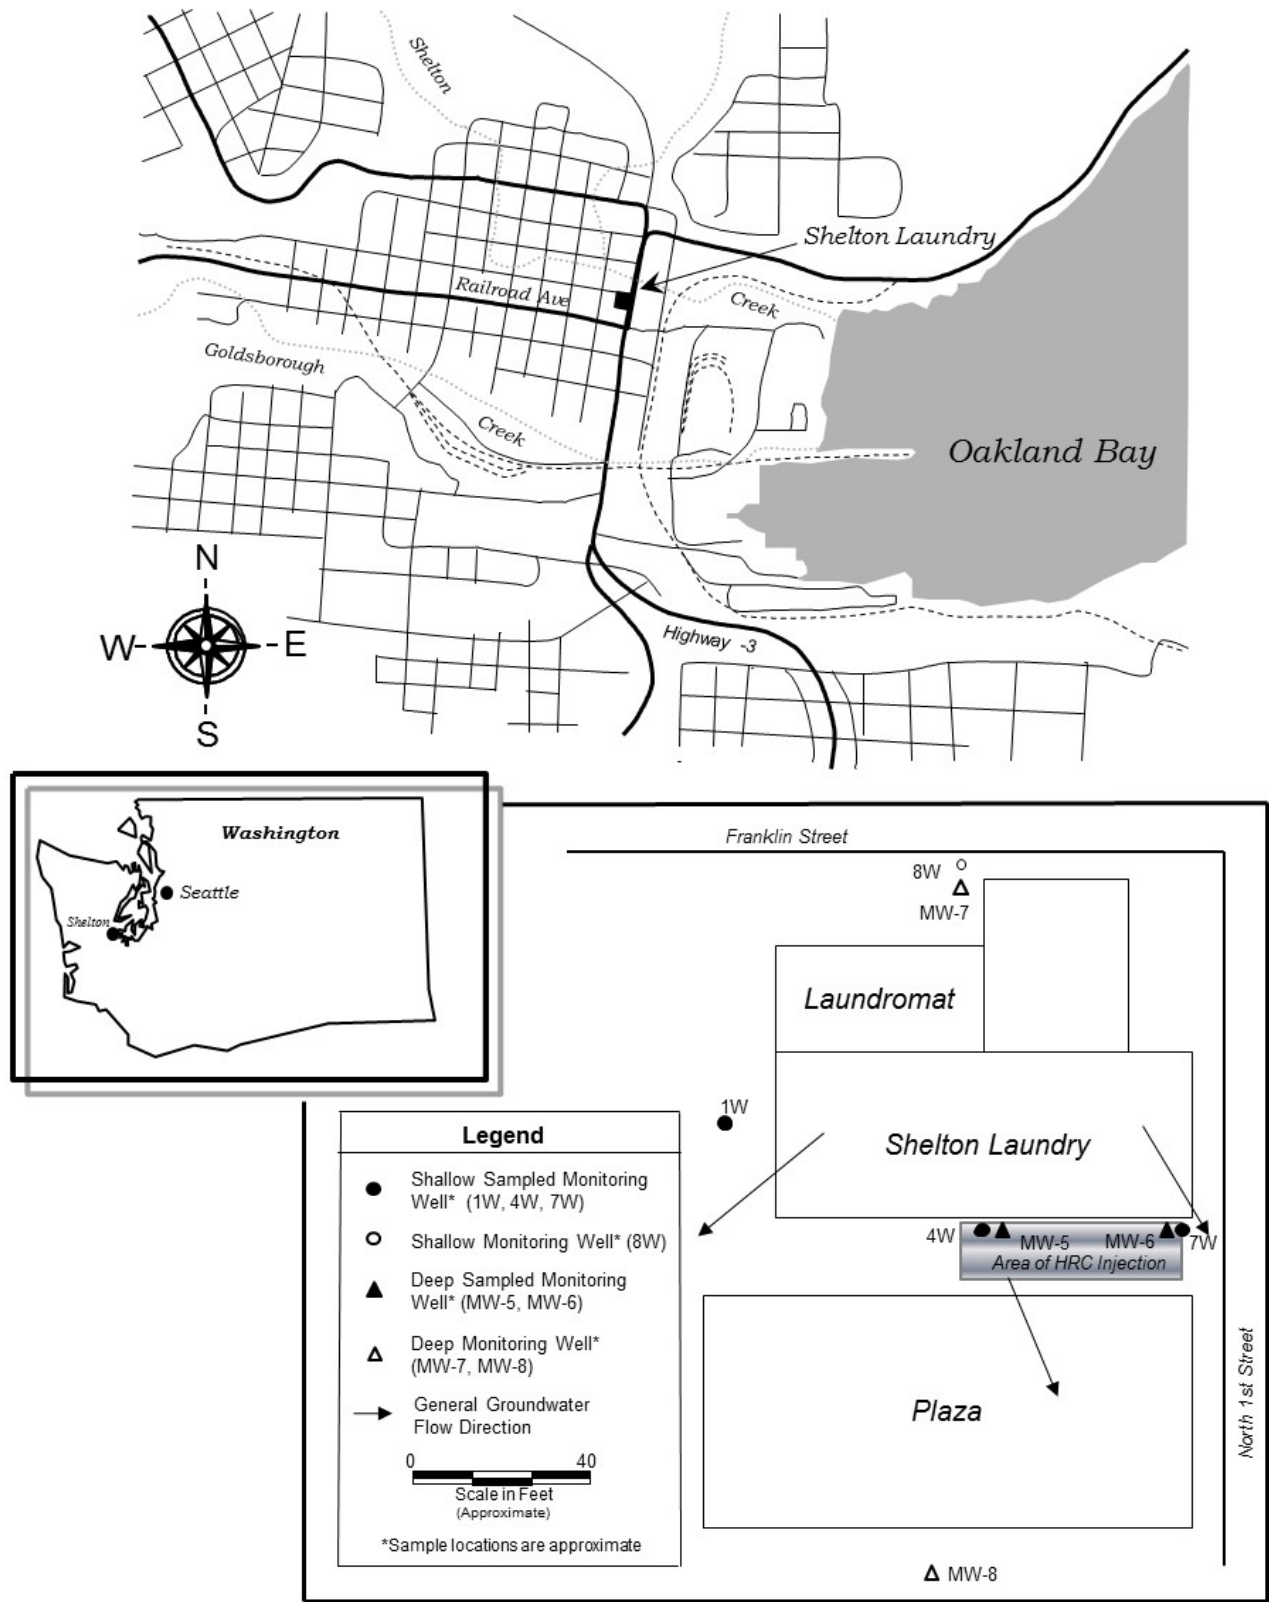 Shelton
Shelton Laundry
Railroad Ave
Creek
Goldsborough
Creek
Oakland Bay
N
W
E
S
Highway -3
Washington
Seattle
Shelton
Franklin Street
8W
MW-7
Laundromat
1W
Shelton Laundry
4W
MW-5
MW-6
7W
Area of HRC Injection
Plaza
North 1st Street
MW-8
Legend
Shallow Sampled Monitoring
Well* (1W, 4W, 7W)
Shallow Monitoring Well* (8W)
Deep Sampled Monitoring
Well* (MW-5, MW-6)
Deep Monitoring Well*
(MW-7, MW-8)
General Groundwater
Flow Direction
0 40
Scale in Feet
(Approximate)
*Sample locations are approximate